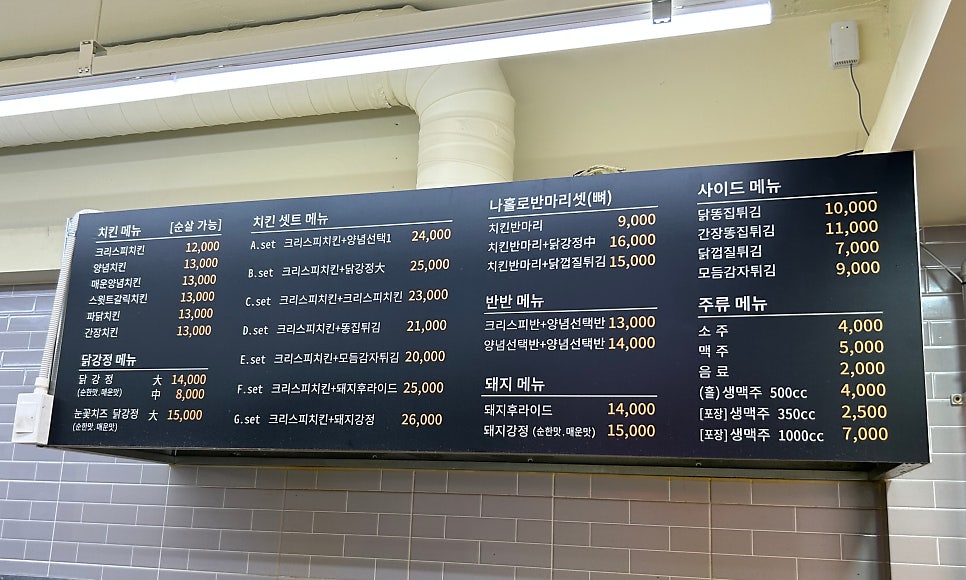 치킨 메뉴 [순살 가능]
크리스피치킨 12,000
양념치킨 13,000
매운양념치킨 13,000
스윗트갈릭치킨 13,000
파닭치킨 13,000
간장치킨 13,000
닭강정 메뉴
닭 강 정 大 14,000
(순한맛.매운맛) 中 8,000
눈꽃치즈 닭강정 大 15,000
(순한맛.매운맛)
치킨 셋트 메뉴
A.set 크리스피치킨+양념선택1 24,000
B.set 크리스피치킨+닭강정大 25,000
C.set 크리스피치킨+크리스피치킨 23,000
D.set 크리스피치킨+똥집튀김 21,000
E.set 크리스피치킨+모듬감자튀김 20,000
F.set 크리스피치킨+돼지후라이드 25,000
G.set 크리스피치킨+돼지강정 26,000
나홀로반마리셋(뼈)
치킨반마리 9,000
치킨반마리+닭강정中 16,000
치킨반마리+닭껍질튀김 15,000
반반 메뉴
크리스피반+양념선택반 13,000
양념선택반+양념선택반 14,000
돼지 메뉴
돼지후라이드 14,000
돼지강정 (순한맛.매운맛) 15,000
사이드 메뉴
닭똥집튀김 10,000
간장똥집튀김 11,000
닭껍질튀김 7,000
모듬감자튀김 9,000
주류 메뉴
소 주 4,000
맥 주 5,000
음 료 2,000
(홀) 생맥주 500cc 4,000
[포장] 생맥주 350cc 2,500
[포장] 생맥주 1000cc 7,000